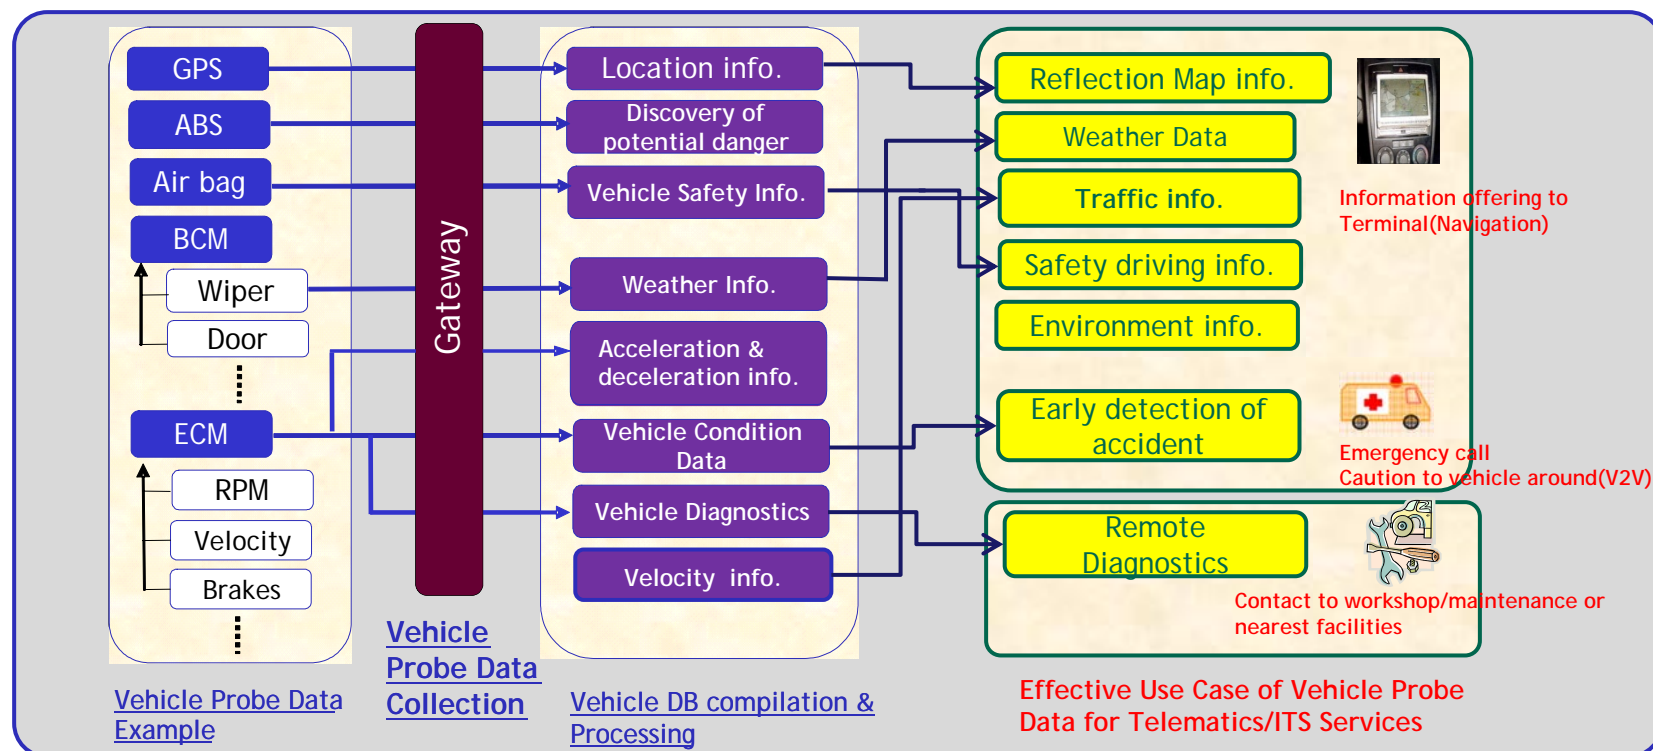 GPS
ABS
Air bag
BCM
Wiper
Door
ECM
RPM
Velocity
Brakes
Vehicle Probe Data
Example
Gateway
Vehicle
Probe Data
Collection
Location info.
Discovery of
potential danger
Vehicle Safety Info.
Weather Info.
Acceleration &
deceleration info.
Vehicle Condition
Data
Vehicle Diagnostics
Velocity info.
Vehicle DB compilation &
Processing
Reflection Map info.
Weather Data
Traffic info.
Safety driving info.
Environment info.
Early detection of
accident
Information offering to
Terminal(Navigation)
Emergency call
Caution to vehicle around(V2V)
Remote
Diagnostics
Contact to workshop/maintenance or
nearest facilities
Effective Use Case of Vehicle Probe
Data for Telematics/ITS Services